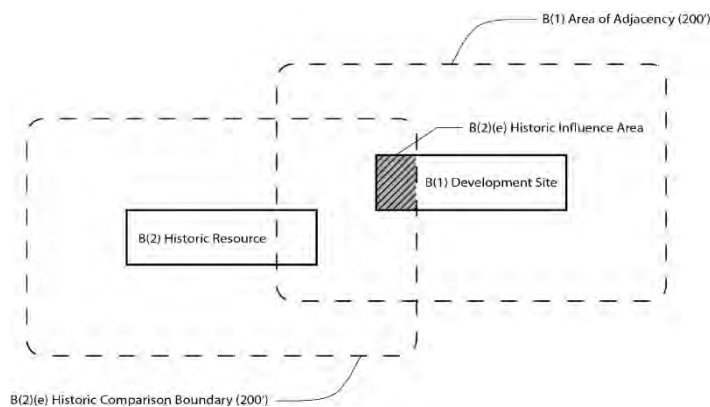 B(1) Area of Adjacency (200')
B(2)(e) Historic Influence Area
B(1) Development Site
B(2) Historic Resource
B(2)(e) Historic Comparison Boundary (200')